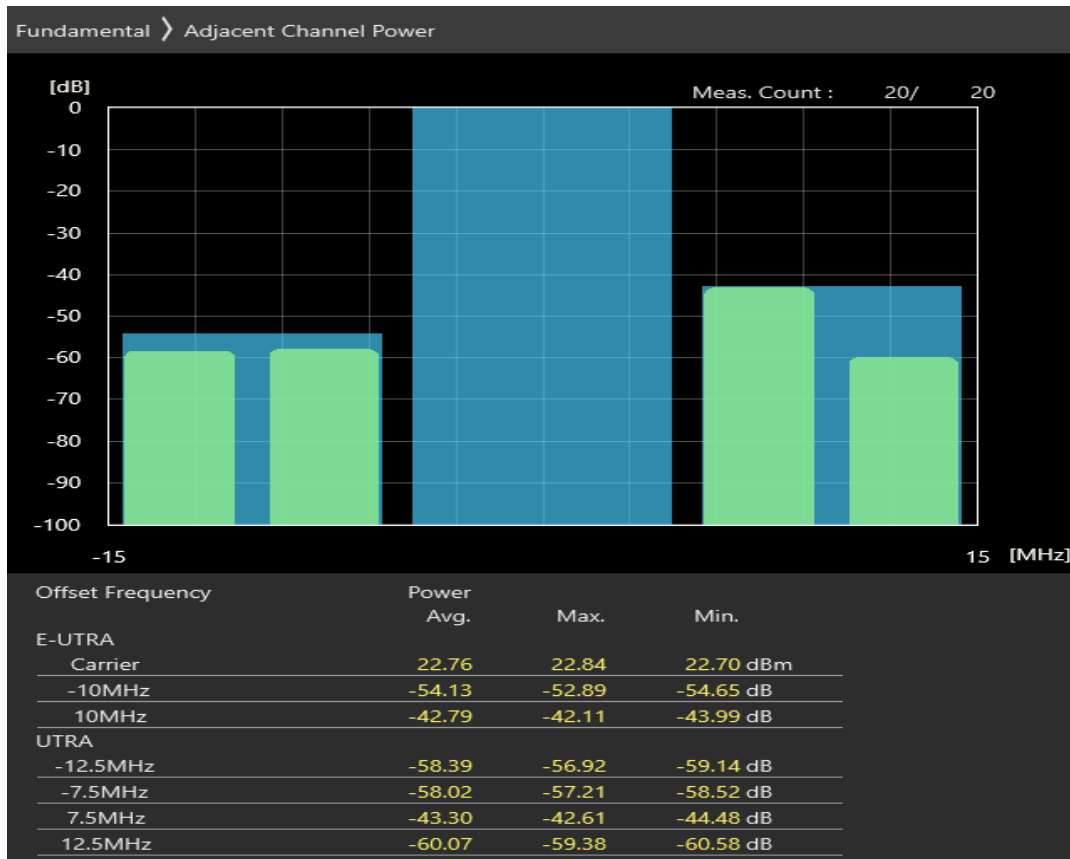 Fundamental ❯ Adjacent Channel Power
[dB]
Meas. Count : 20/ 20
0
-10
-20
-30
-40
-50
-60
-70
-80
-90
-100
-15 15 [MHz]
Offset Frequency Power
Avg. Max. Min.
E-UTRA
Carrier 22.76 22.84 22.70 dBm
-10MHz -54.13 -52.89 -54.65 dB
10MHz -42.79 -42.11 -43.99 dB
UTRA
-12.5MHz -58.39 -56.92 -59.14 dB
-7.5MHz -58.02 -57.21 -58.52 dB
7.5MHz -43.30 -42.61 -44.48 dB
12.5MHz -60.07 -59.38 -60.58 dB